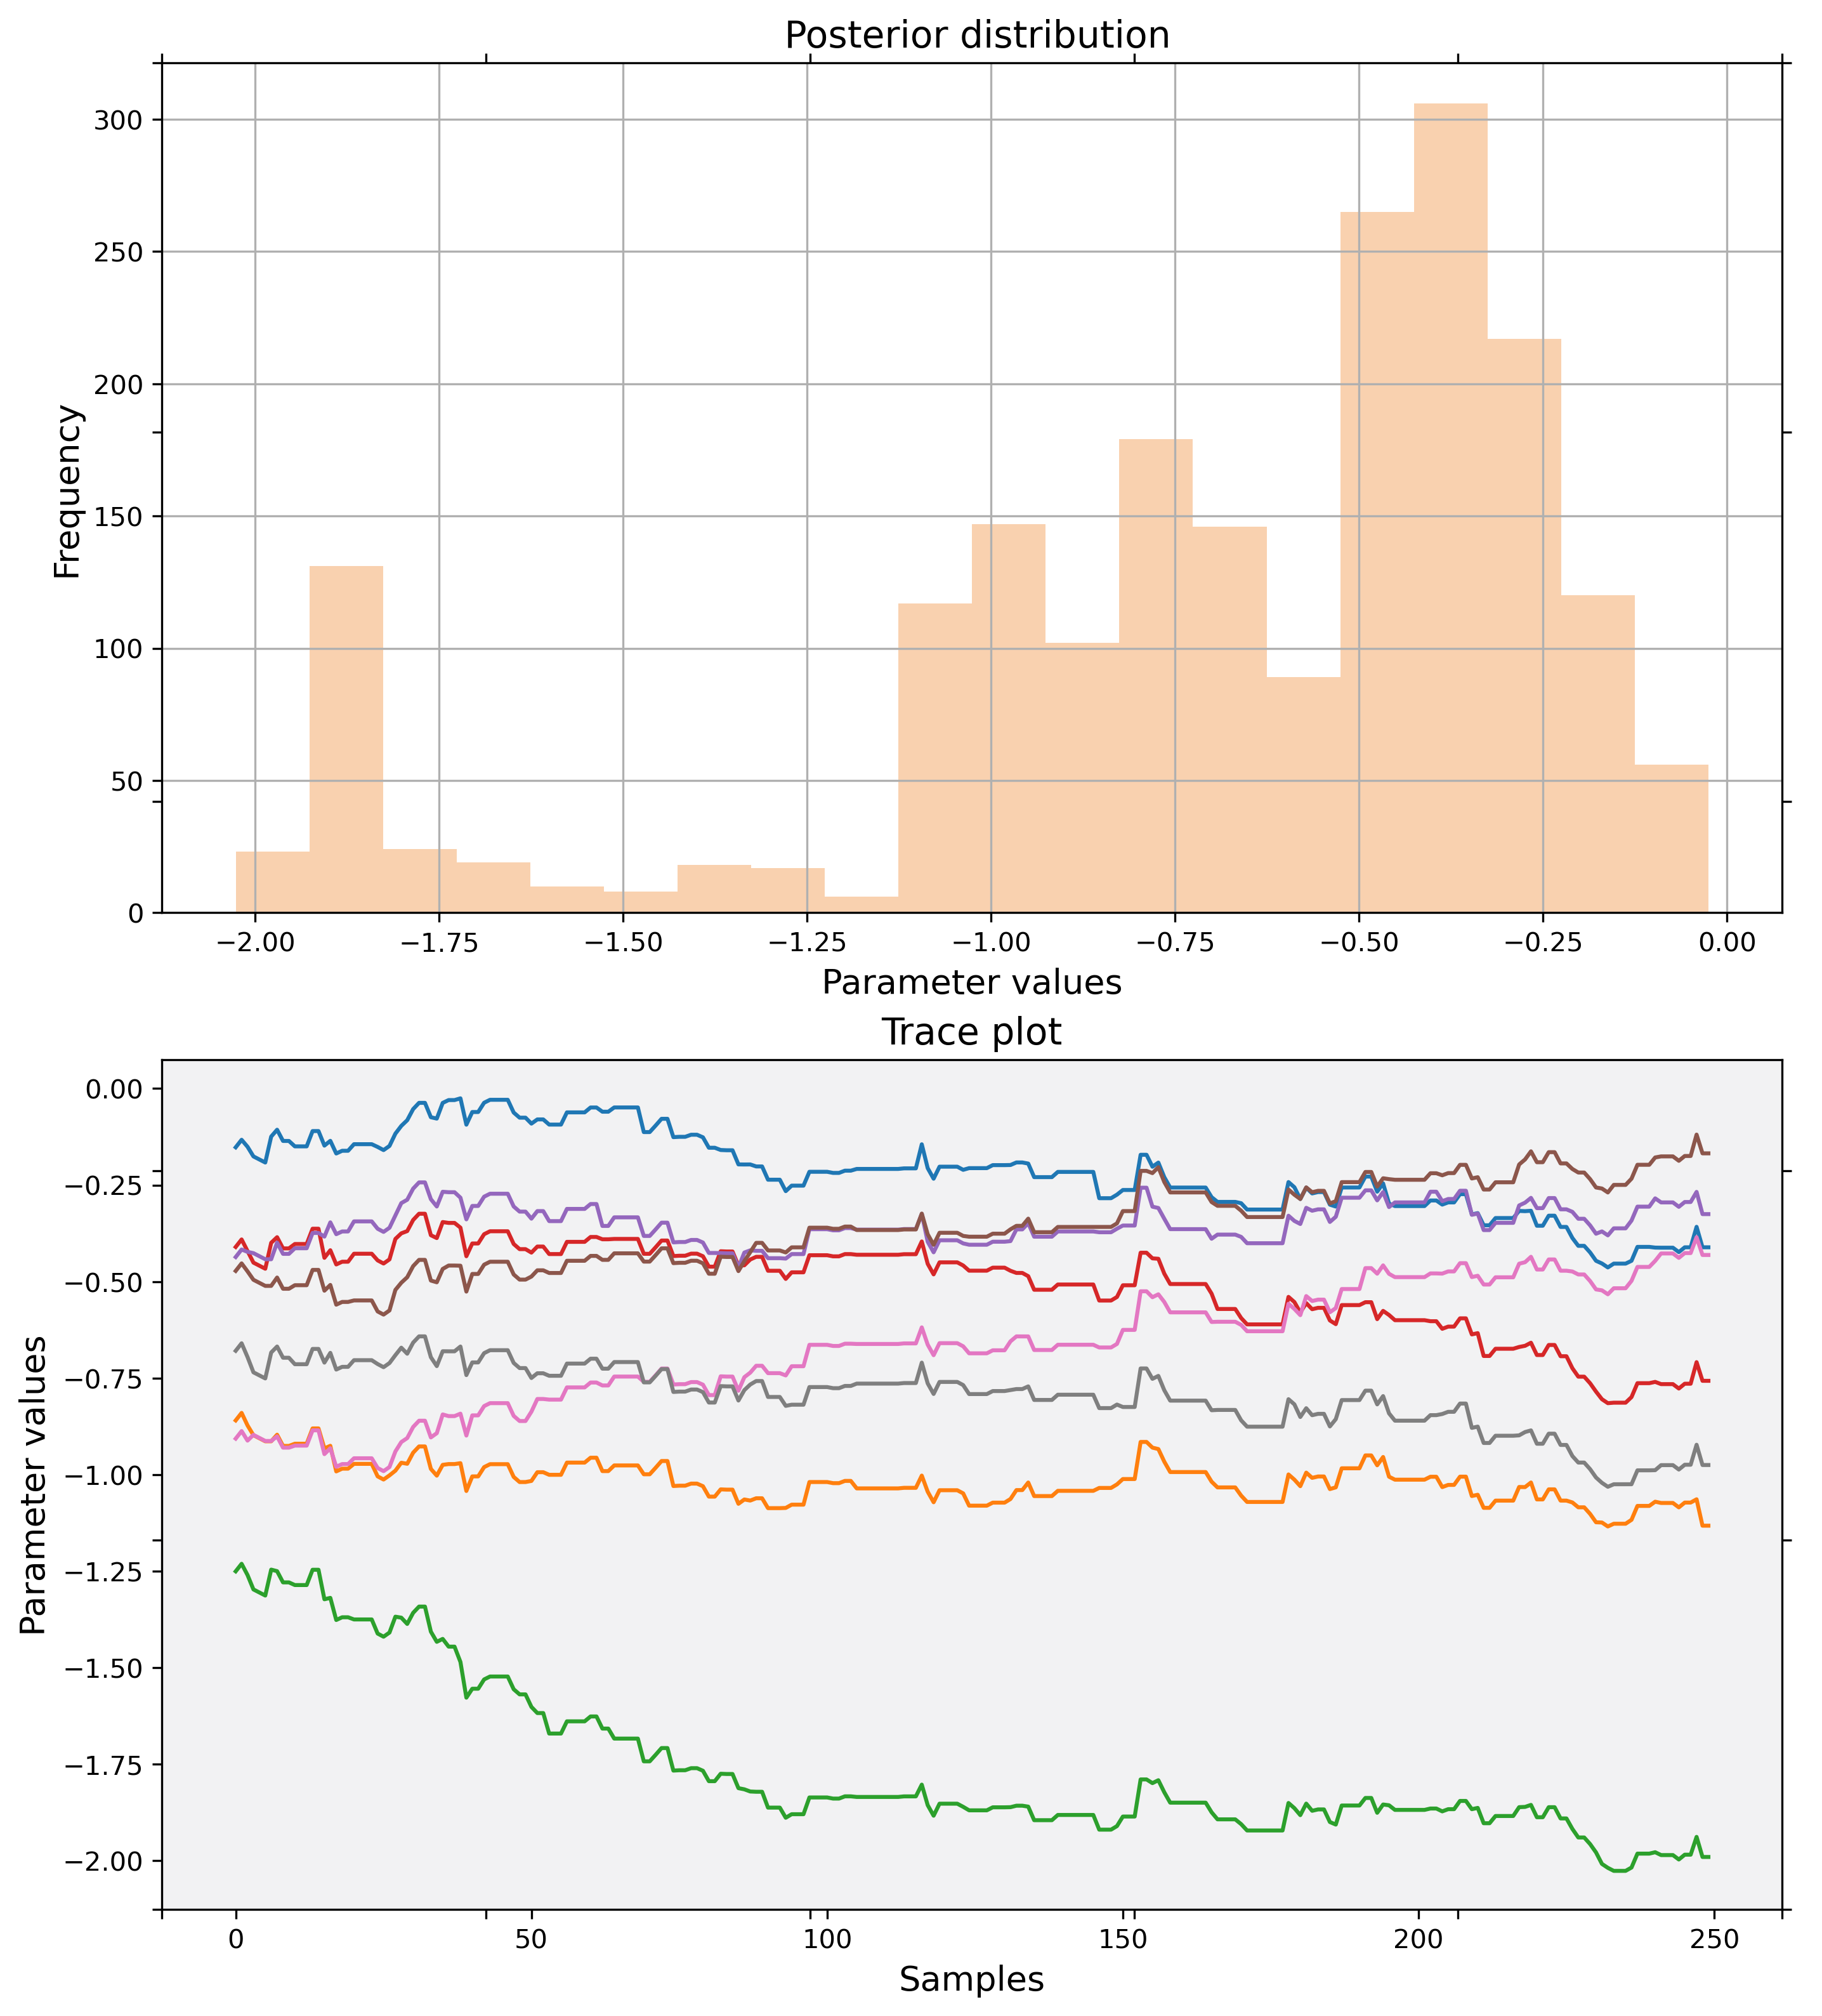 Posterior distribution
300
250
200
150
100
50
0
Frequency
−2.00 −1.75 −1.50 −1.25 −1.00 −0.75 −0.50 −0.25 0.00
Parameter values
Trace plot
0.00
−0.25
−0.50
−0.75
−1.00
−1.25
−1.50
−1.75
−2.00
Parameter values
0 50 100 150 200 250
Samples